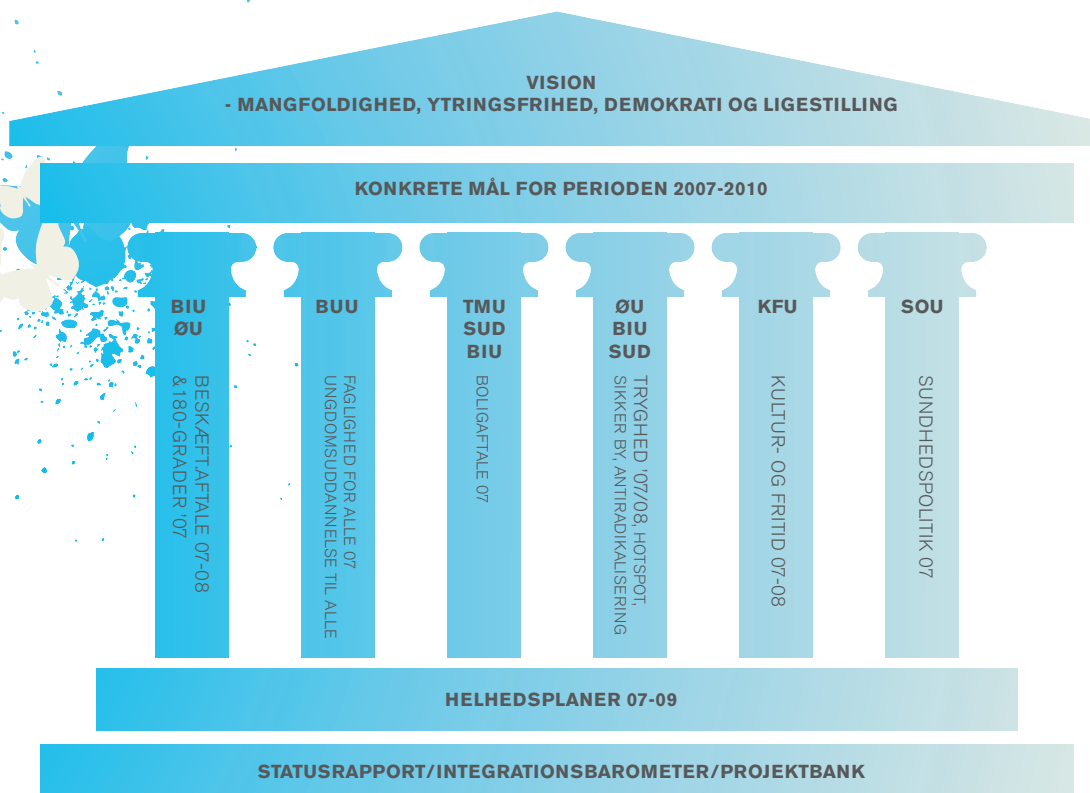 VISION
- MANGFOLDIGHED, YTRINGSFRIHED, DEMOKRATI OG LIGESTILLING
KONKRETE MÅL FOR PERIODEN 2007-2010
BIU
ØU
BESKÆFT.AFTALE 07-08
&180-GRADER '07
BUU
FAGLIGHED FOR ALLE 07
UNGDOMSUDDANNELSE TIL ALLE
TMU
SUD
BIU
BOLIGAFTALE 07
ØU
BIU
SUD
TRYGHED '07/08, HOTSPOT,
SIKKER BY, ANTIRADIKALISERING
KFU
KULTUR- OG FRITID 07-08
SOU
SUNDHEDSPOLITIK 07
HELHEDSPLANER 07-09
STATUSRAPPORT/INTEGRATIONSBAROMETER/PROJEKTBANK